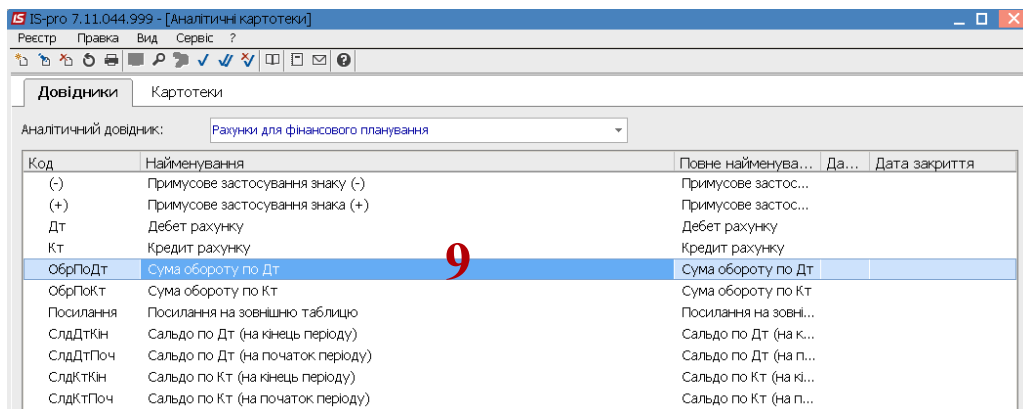 IS-pro 7.11.044.999 - [Аналітичні картотеки]
Реєстр Правка Вид Сервіс ?
Довідники Картотеки
Аналітичний довідник: Рахунки для фінансового планування
Код Найменування Повне найменува... Да... Дата закриття
(-) Примусове застосування знаку (-) Примусове застос...
(+) Примусове застосування знака (+) Примусове застос...
Дт Дебет рахунку Дебет рахунку
Кт Кредит рахунку Кредит рахунку
ОбрПоДт Сума обороту по Дт Сума обороту по Дт
9
ОбрПоКт Сума обороту по Кт Сума обороту по Кт
Посилання Посилання на зовнішню таблицю Посилання на зовні...
СлдДтКін Сальдо по Дт (на кінець періоду) Сальдо по Дт (на к...
СлдДтПоч Сальдо по Дт (на початок періоду) Сальдо по Дт (на п...
СлдКтКін Сальдо по Кт (на кінець періоду) Сальдо по Кт (на кі...
СлдКтПоч Сальдо по Кт (на початок періоду) Сальдо по Кт (на п...